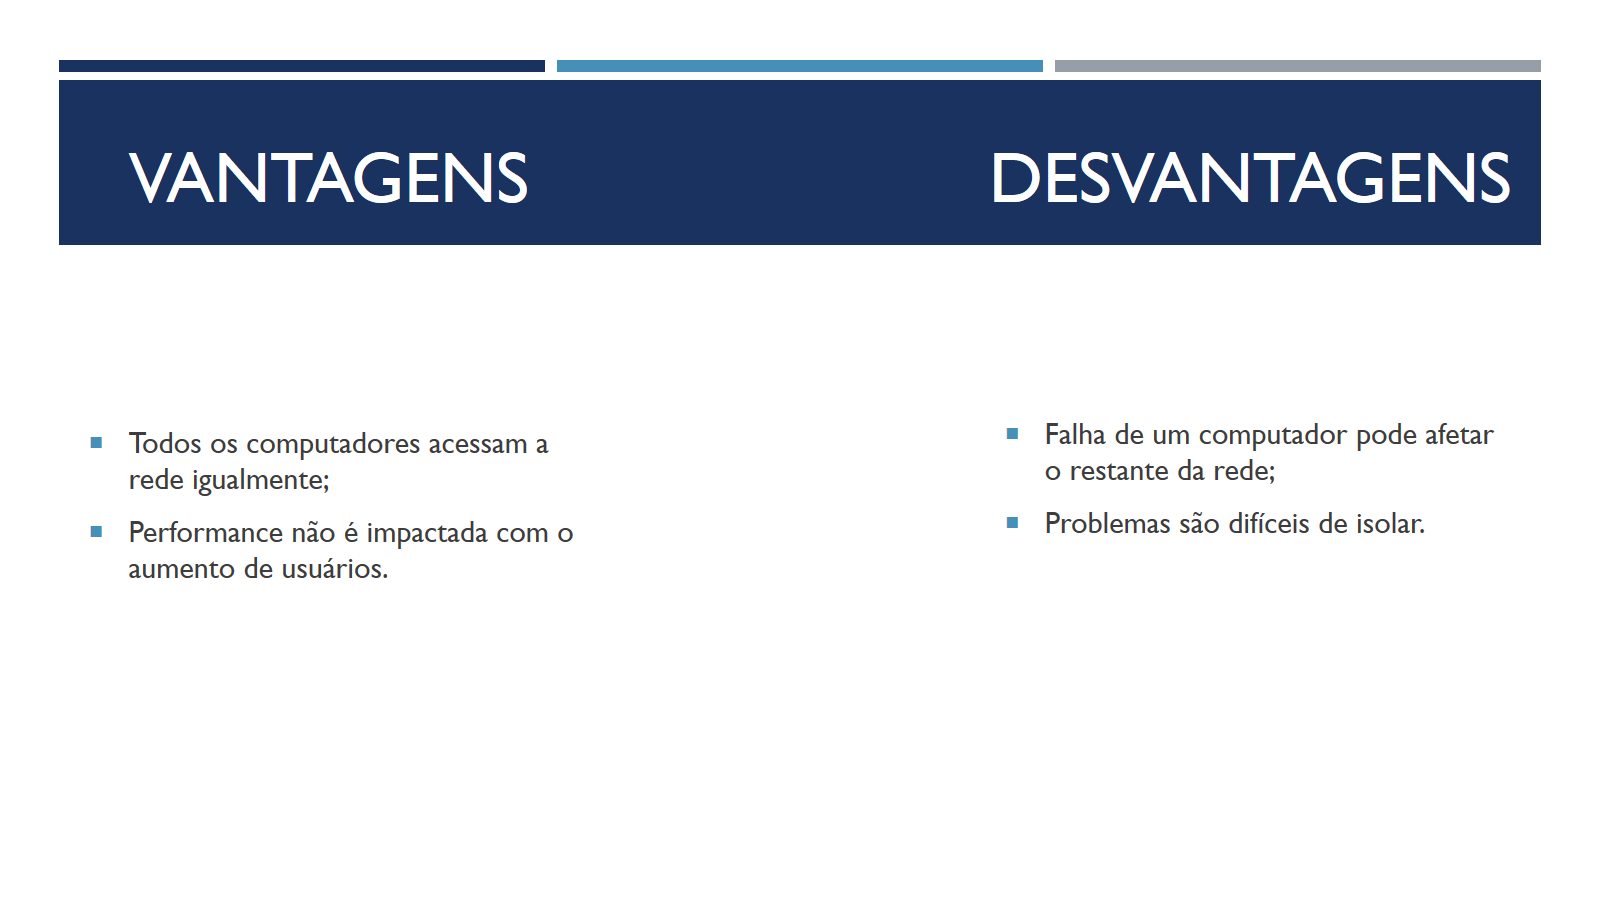 VANTAGENS
DESVANTAGENS
Todos os computadores acessam a
rede igualmente;
Performance não é impactada com o
aumento de usuários.
Falha de um computador pode afetar
o restante da rede;
Problemas são difíceis de isolar.